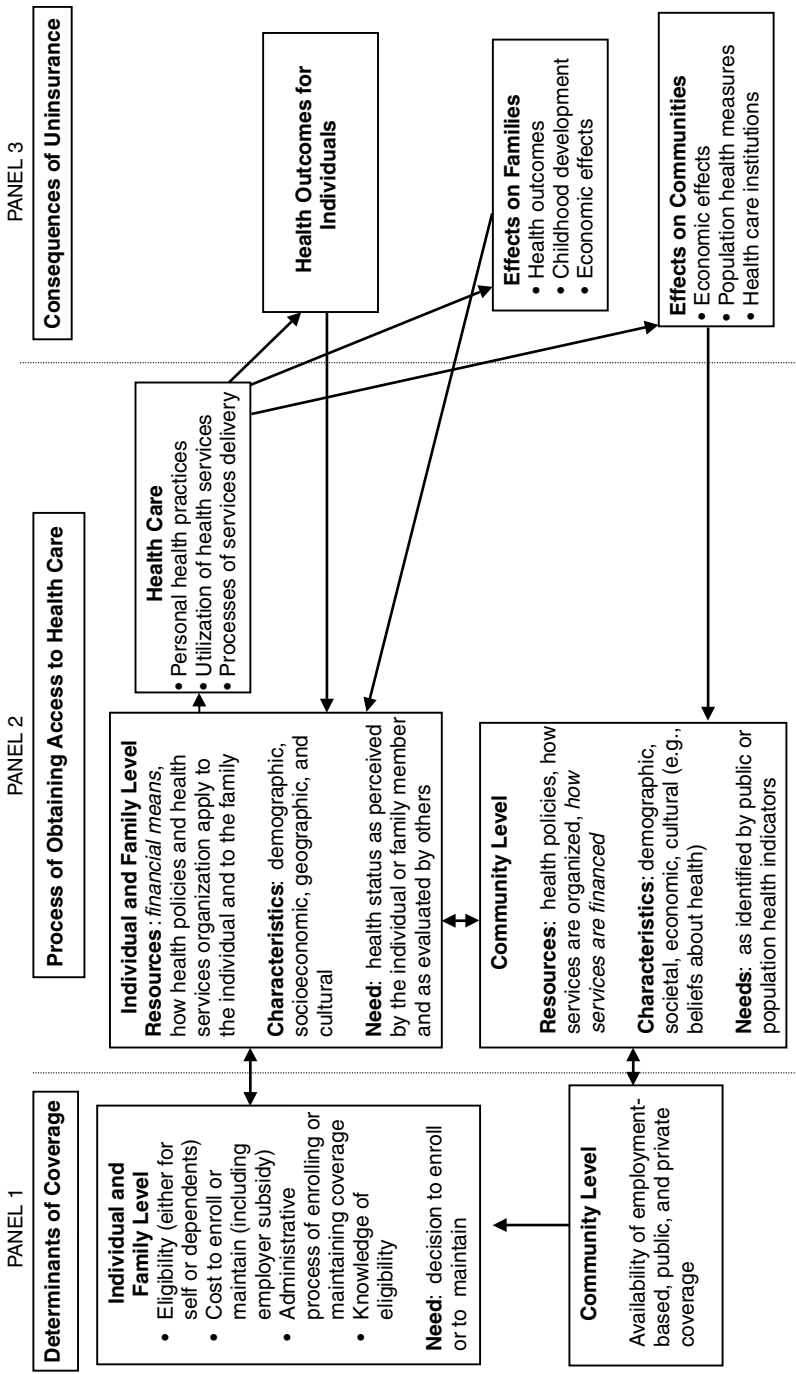 PANEL 1
Determinants of Coverage
Individual and
Family Level
• Eligibility (either for
self or dependents)
• Cost to enroll or
maintain (including
employer subsidy)
• Administrative
process of enrolling or
maintaining coverage
• Knowledge of
eligibility
Need: decision to enroll
or to maintain
Community Level
Availability of employment-
based, public, and private
coverage
PANEL 2
Process of Obtaining Access to Health Care
Individual and Family Level
Resources : financial means,
how health policies and health
services organization apply to
the individual and to the family
Characteristics: demographic,
socioeconomic, geographic, and
cultural
Need: health status as perceived
by the individual or family member
and as evaluated by others
Community Level
Resources: health policies, how
services are organized, how
services are financed
Characteristics: demographic,
societal, economic, cultural (e.g.,
beliefs about health)
Needs: as identified by public or
population health indicators
Health Care
• Personal health practices
• Utilization of health services
• Processes of services delivery
PANEL 3
Consequences of Uninsurance
Health Outcomes for
Individuals
Effects on Families
• Health outcomes
• Childhood development
• Economic effects
Effects on Communities
• Economic effects
• Population health measures
• Health care institutions